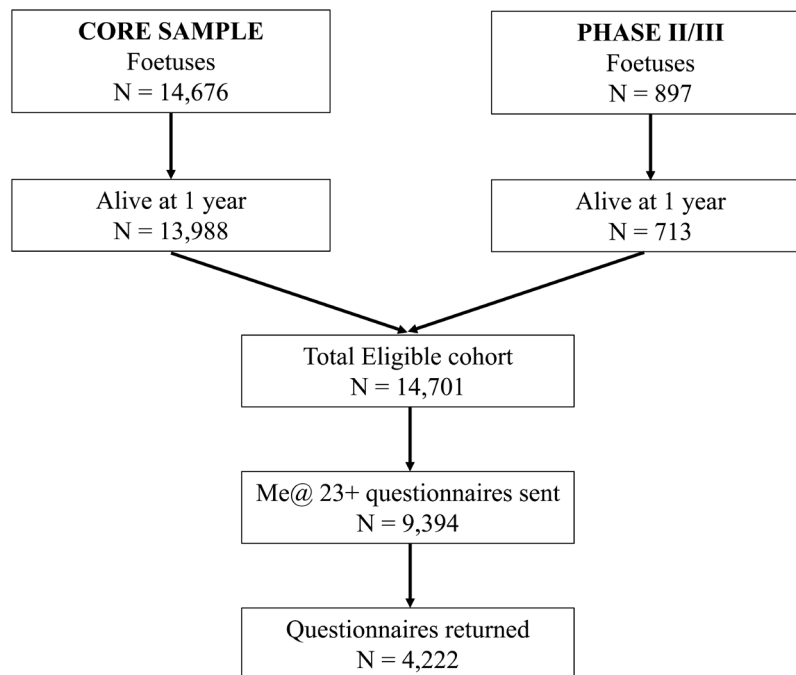 CORE SAMPLE
Foetuses
N = 14,676
PHASE II/III
Foetuses
N = 897
Alive at 1 year
N = 13,988
Alive at 1 year
N = 713
Total Eligible cohort
N = 14,701
Me@ 23+ questionnaires sent
N = 9,394
Questionnaires returned
N = 4,222